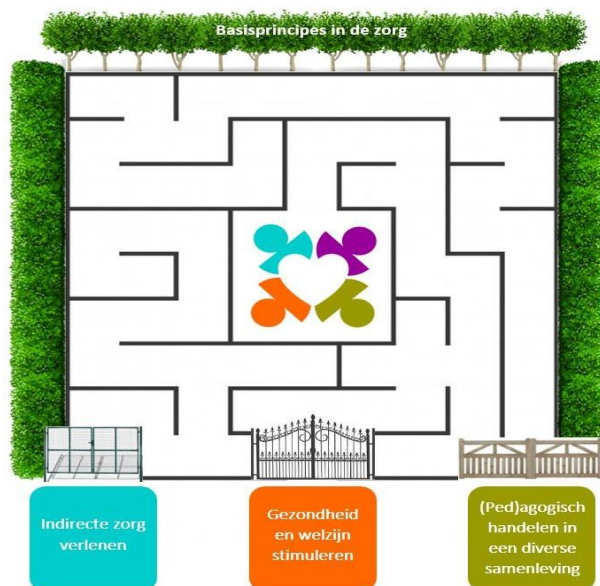 Basisprincipes in de zorg
Indirecte zorg
verlenen
Gezondheid
en welzijn
stimuleren
(Ped)agogisch
handelen in
een diverse
samenleving